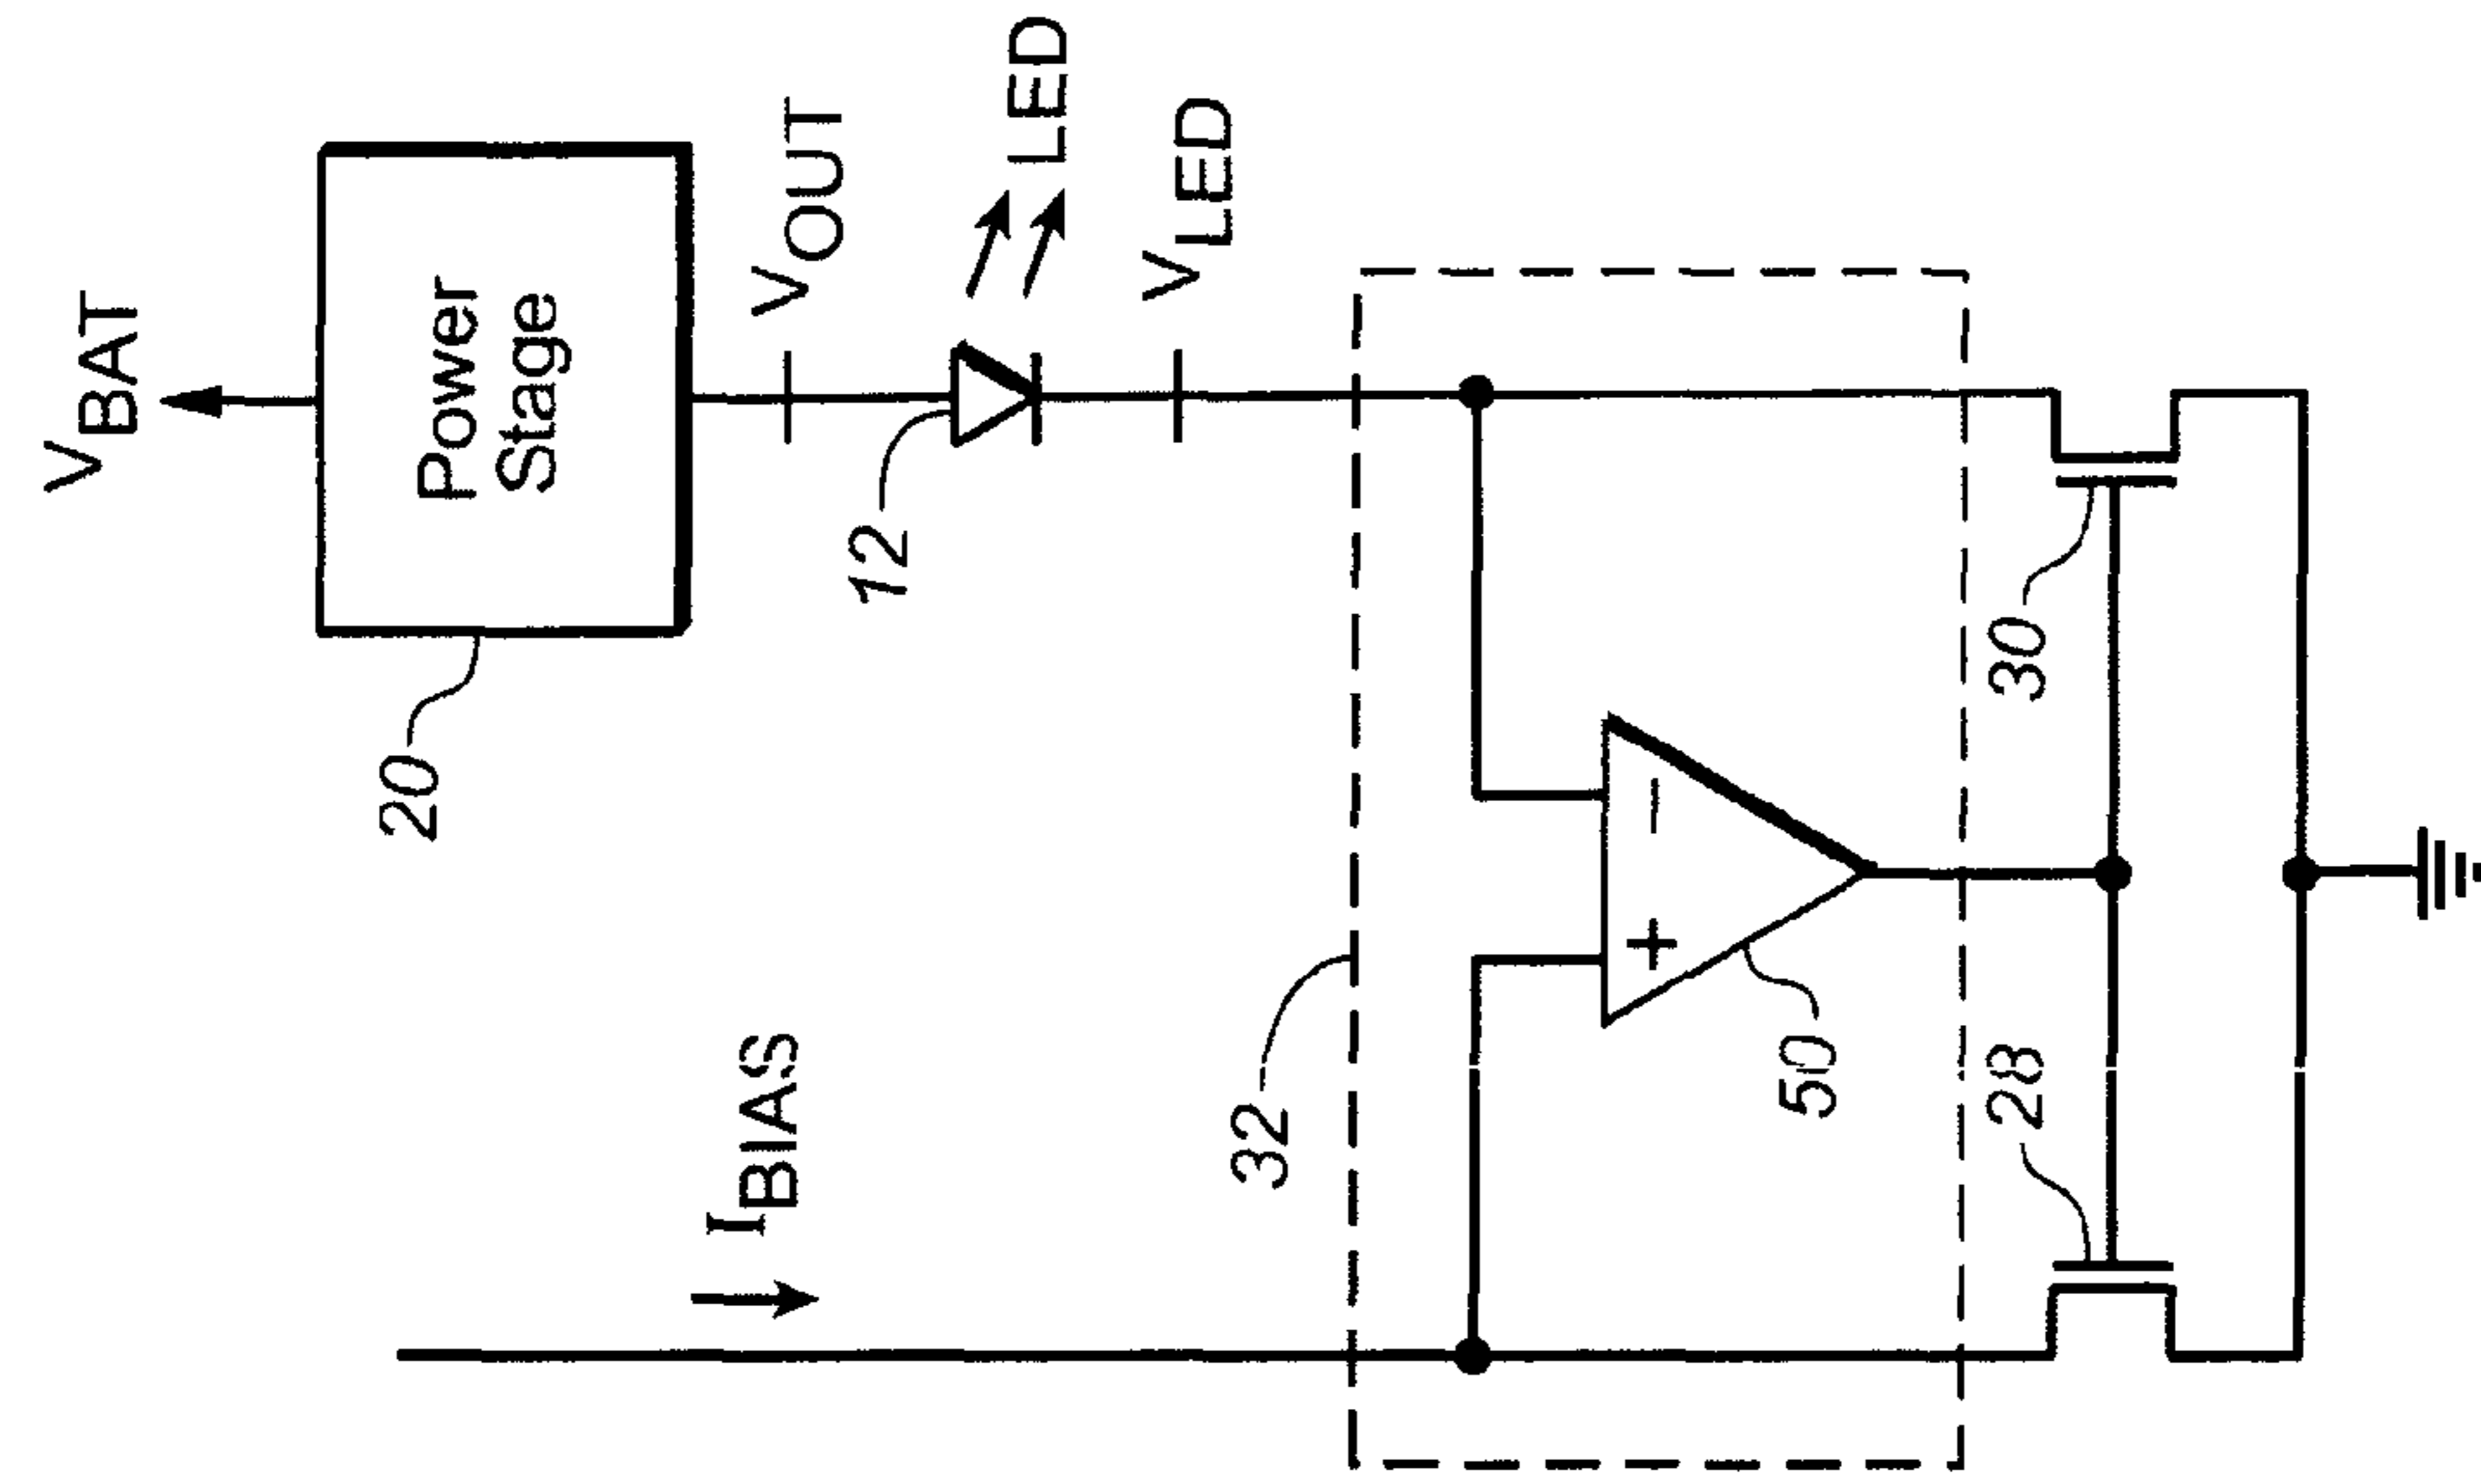 V_BAT
20
Power
Stage
I_BIAS
V_OUT
12
LED
V_LED
32
+ −
50
28
30